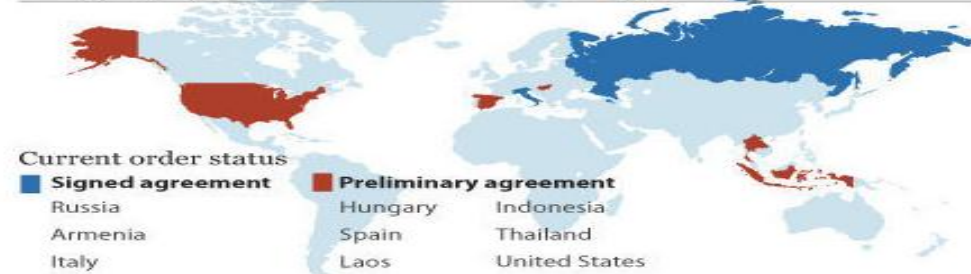 Current order status
Signed agreement
Russia
Armenia
Italy
Preliminary agreement
Hungary
Spain
Laos
Indonesia
Thailand
United States